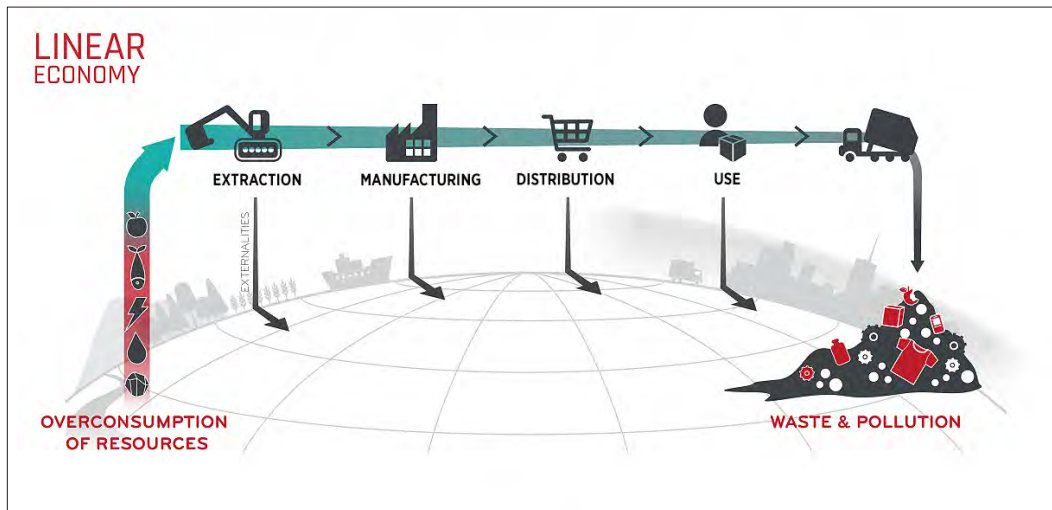 LINEAR
ECONOMY
EXTRACTION
MANUFACTURING
DISTRIBUTION
USE
EXTERNALITIES
OVERCONSUMPTION
OF RESOURCES
WASTE & POLLUTION